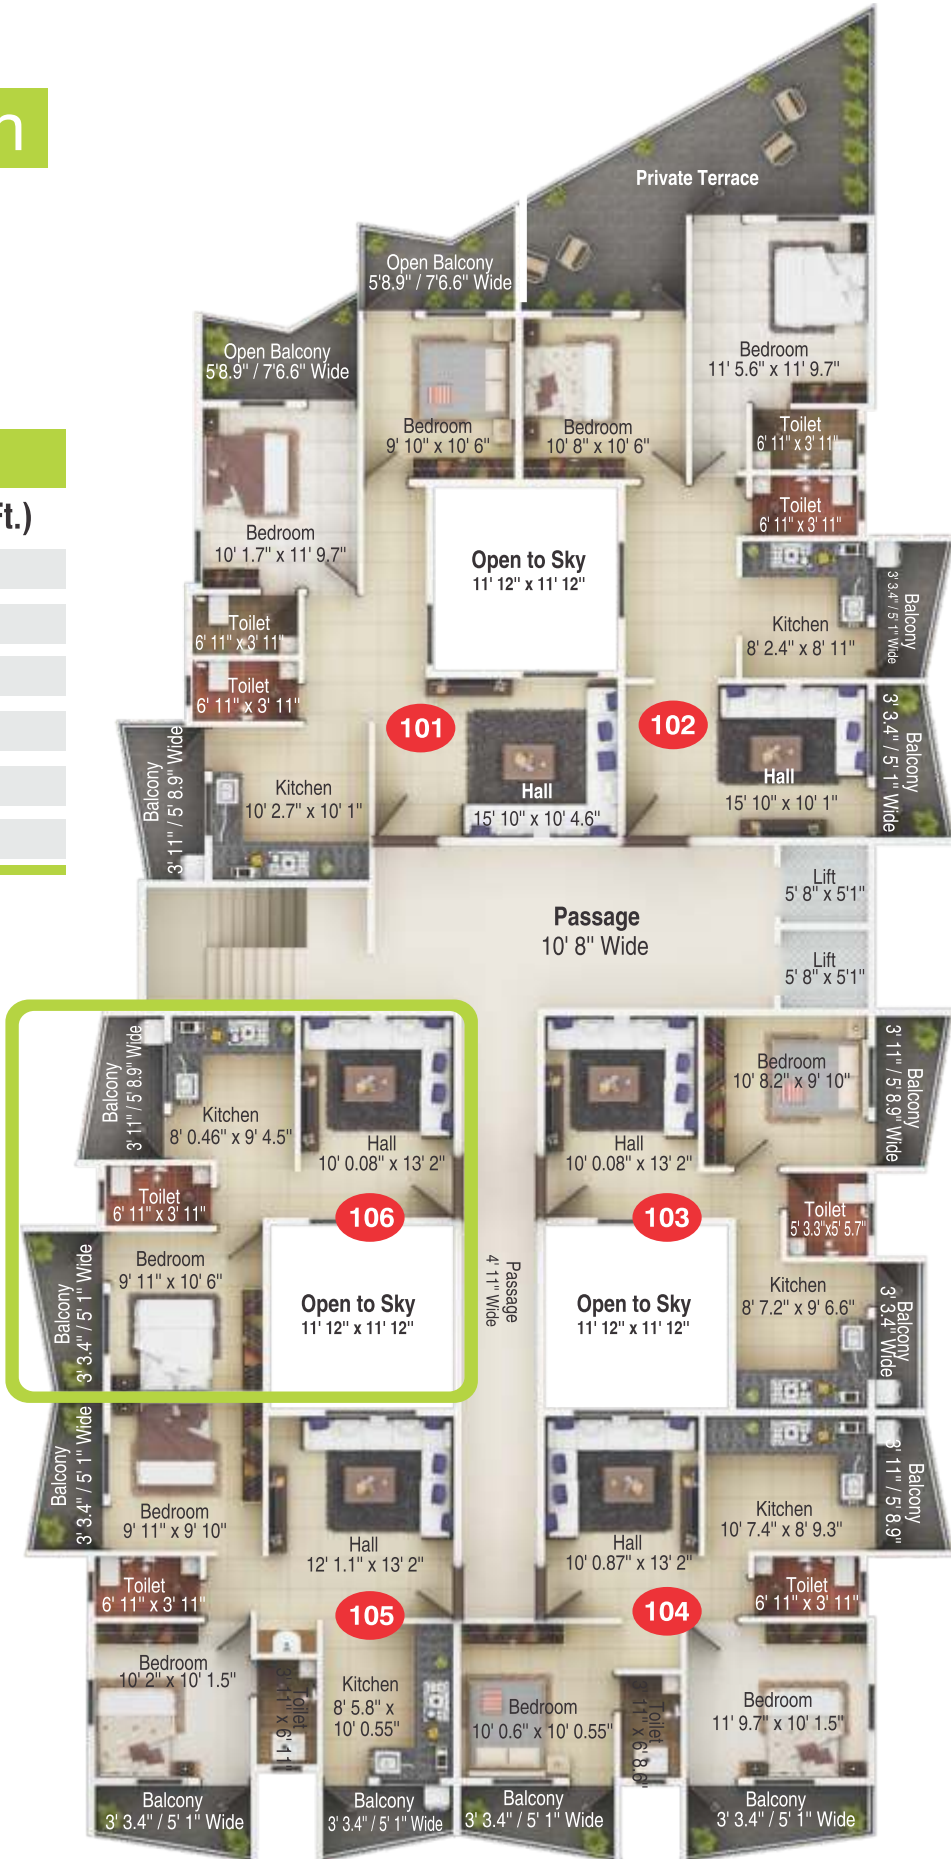 n
Ft.)
Private Terrace
Open Balcony
5'8.9" / 7'6.6" Wide
Open Balcony
5'8.9" / 7'6.6" Wide
Bedroom
11' 5.6" x 11' 9.7"
Bedroom
9' 10" x 10' 6"
Bedroom
10' 8" x 10' 6"
Toilet
6' 11" x 3' 11"
Toilet
6' 11" x 3' 11"
Bedroom
10' 1.7" x 11' 9.7"
Open to Sky
11' 12" x 11' 12"
Toilet
6' 11" x 3' 11"
Toilet
6' 11" x 3' 11"
Kitchen
8' 2.4" x 8' 11"
Balcony
3' 3.4" / 5' 1" Wide
101
102
Balcony
3' 11" / 5' 8.9" Wide
Kitchen
10' 2.7" x 10' 1"
Hall
15' 10" x 10' 4.6"
Hall
15' 10" x 10' 1"
Balcony
3' 3.4" / 5' 1" Wide
Passage
10' 8" Wide
Lift
5' 8" x 5'1"
Lift
5' 8" x 5'1"
Balcony
3' 11" / 5' 8.9" Wide
Kitchen
8' 0.46" x 9' 4.5"
Hall
10' 0.08" x 13' 2"
Hall
10' 0.08" x 13' 2"
Bedroom
10' 8.2" x 9' 10"
Balcony
3' 11" / 5' 8.9" Wide
Toilet
6' 11" x 3' 11"
106
103
Toilet
5' 3.3"x5' 5.7"
Balcony
3' 3.4" / 5' 1" Wide
Bedroom
9' 11" x 10' 6"
Open to Sky
11' 12" x 11' 12"
Passage
4' 11" Wide
Open to Sky
11' 12" x 11' 12"
Kitchen
8' 7.2" x 9' 6.6"
Balcony
3' 3.4" Wide
Balcony
3' 3.4" / 5' 1" Wide
Bedroom
9' 11" x 9' 10"
Hall
12' 1.1" x 13' 2"
Hall
10' 0.87" x 13' 2"
Kitchen
10' 7.4" x 8' 9.3"
Balcony
3' 11" / 5' 8.9"
Toilet
6' 11" x 3' 11"
105
104
Toilet
6' 11" x 3' 11"
Bedroom
10' 2" x 10' 1.5"
Toilet
3' 11" x 6' 11"
Kitchen
8' 5.8" x
10' 0.55"
Bedroom
10' 0.6" x 10' 0.55"
Toilet
3' 11" x 6' 8.6"
Bedroom
11' 9.7" x 10' 1.5"
Balcony
3' 3.4" / 5' 1" Wide
Balcony
3' 3.4" / 5' 1" Wide
Balcony
3' 3.4" / 5' 1" Wide
Balcony
3' 3.4" / 5' 1" Wide